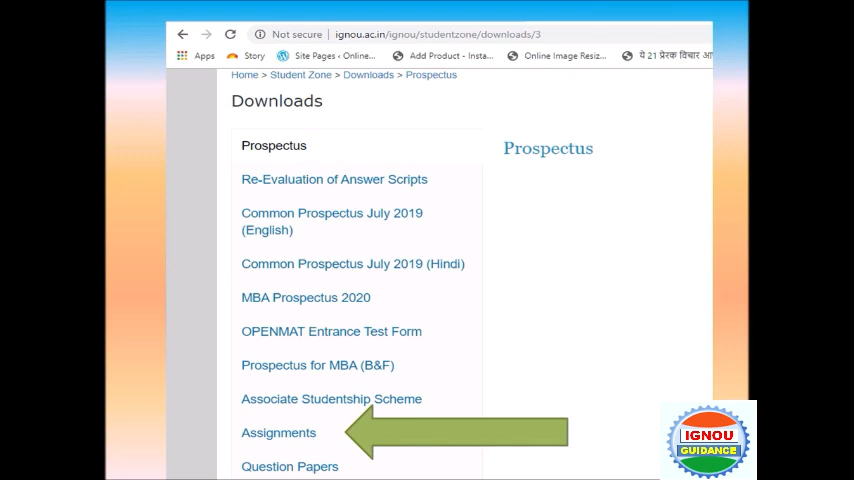 Not secure | ignou.ac.in/ignou/studentzone/downloads/3
Apps Story Site Pages ‹ Online... Add Product - Insta... Online Image Resiz... ये 21 प्रेरक विचार
Home > Student Zone > Downloads > Prospectus
Downloads
Prospectus
Prospectus
Re-Evaluation of Answer Scripts
Common Prospectus July 2019
(English)
Common Prospectus July 2019 (Hindi)
MBA Prospectus 2020
OPENMAT Entrance Test Form
Prospectus for MBA (B&F)
Associate Studentship Scheme
Assignments
Question Papers
IGNOU
GUIDANCE